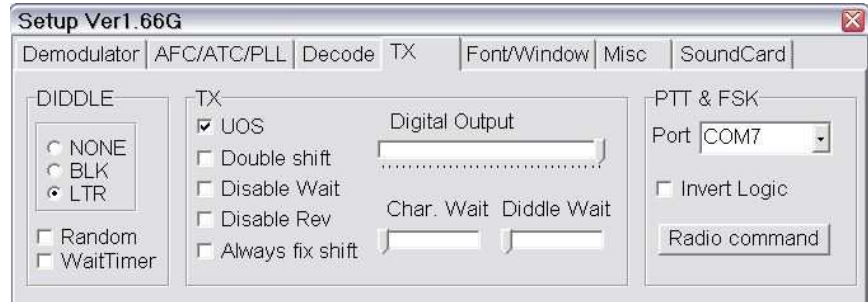 Setup Ver1.66G
Demodulator AFC/ATC/PLL Decode TX Font/Window Misc SoundCard
DIDDLE
NONE
BLK
LTR
Random
WaitTimer
TX
UOS
Double shift
Disable Wait
Disable Rev
Always fix shift
Digital Output
Char. Wait Diddle Wait
PTT & FSK
Port COM7
Invert Logic
Radio command